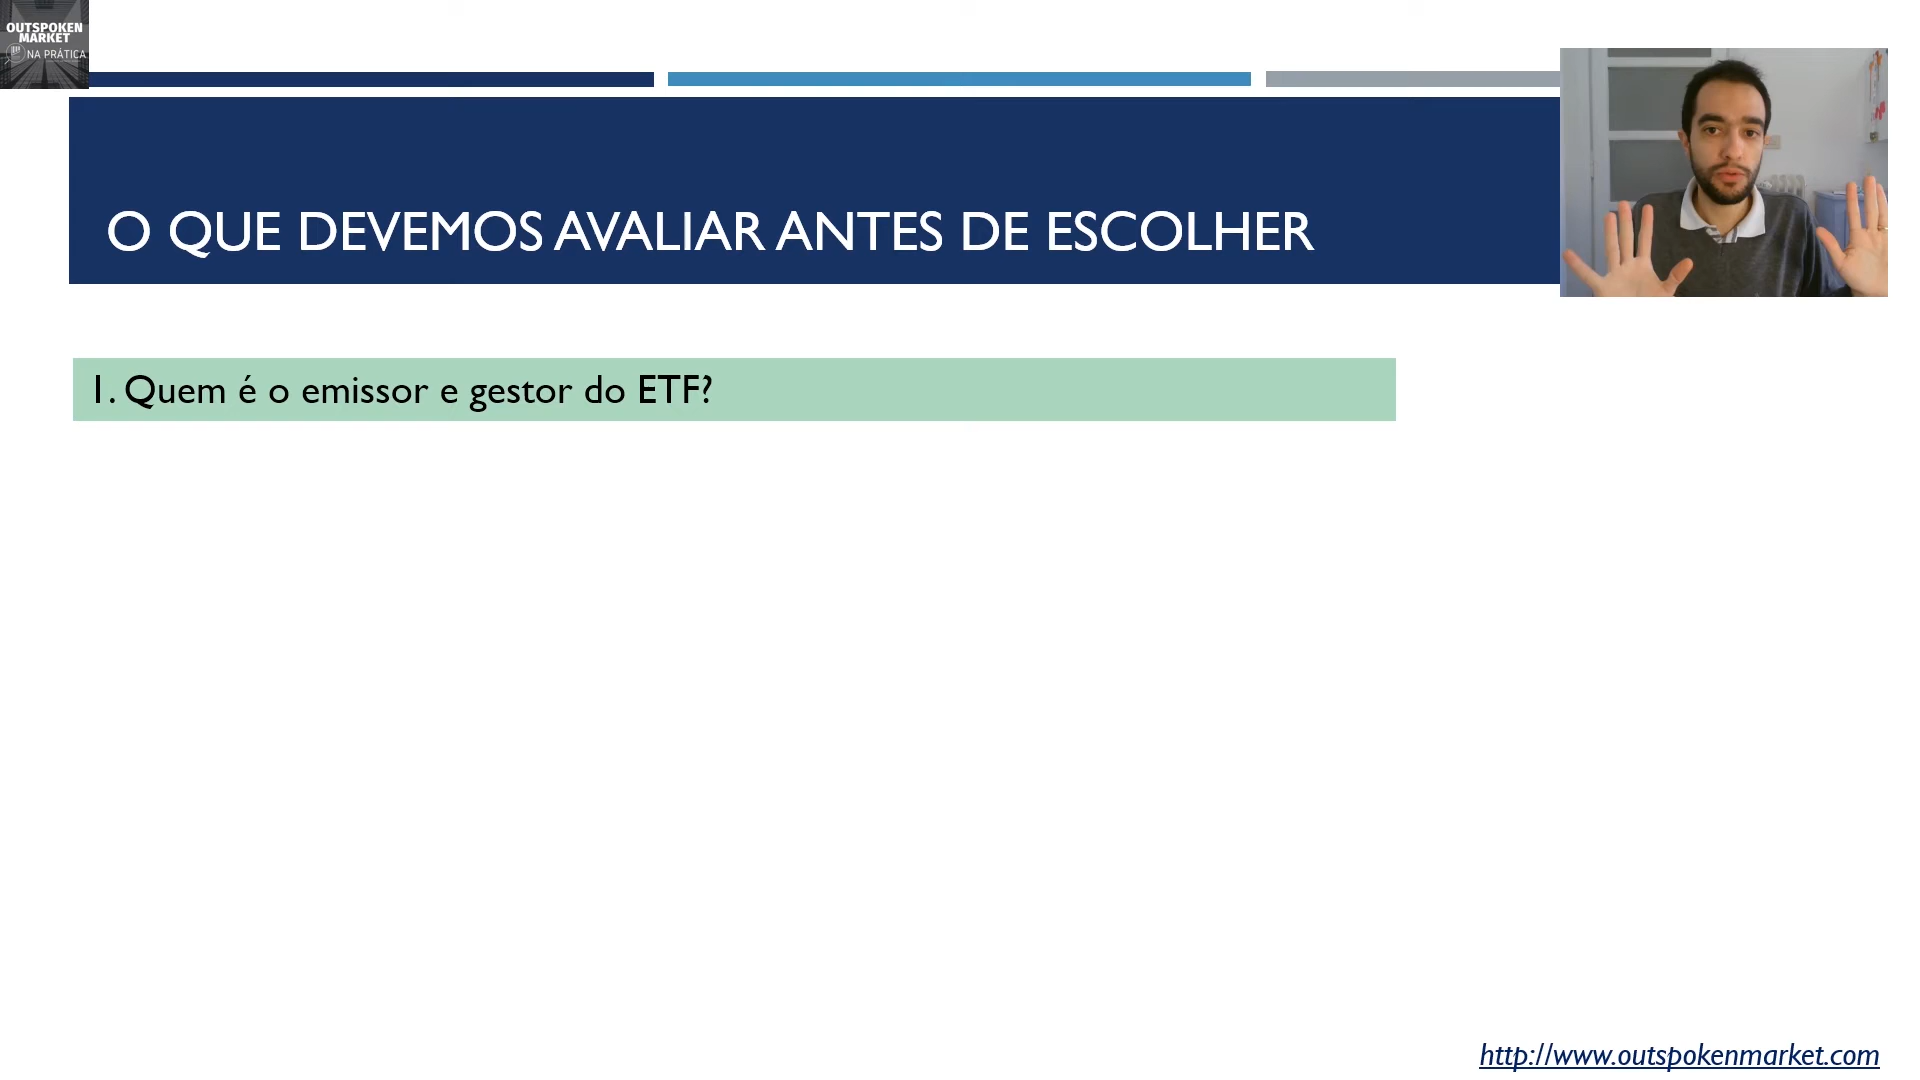 OUTSPOKEN
MARKET
NA PRÁTICA
O QUE DEVEMOS AVALIAR ANTES DE ESCOLHER
1. Quem é o emissor e gestor do ETF?
http://www.outspokenmarket.com